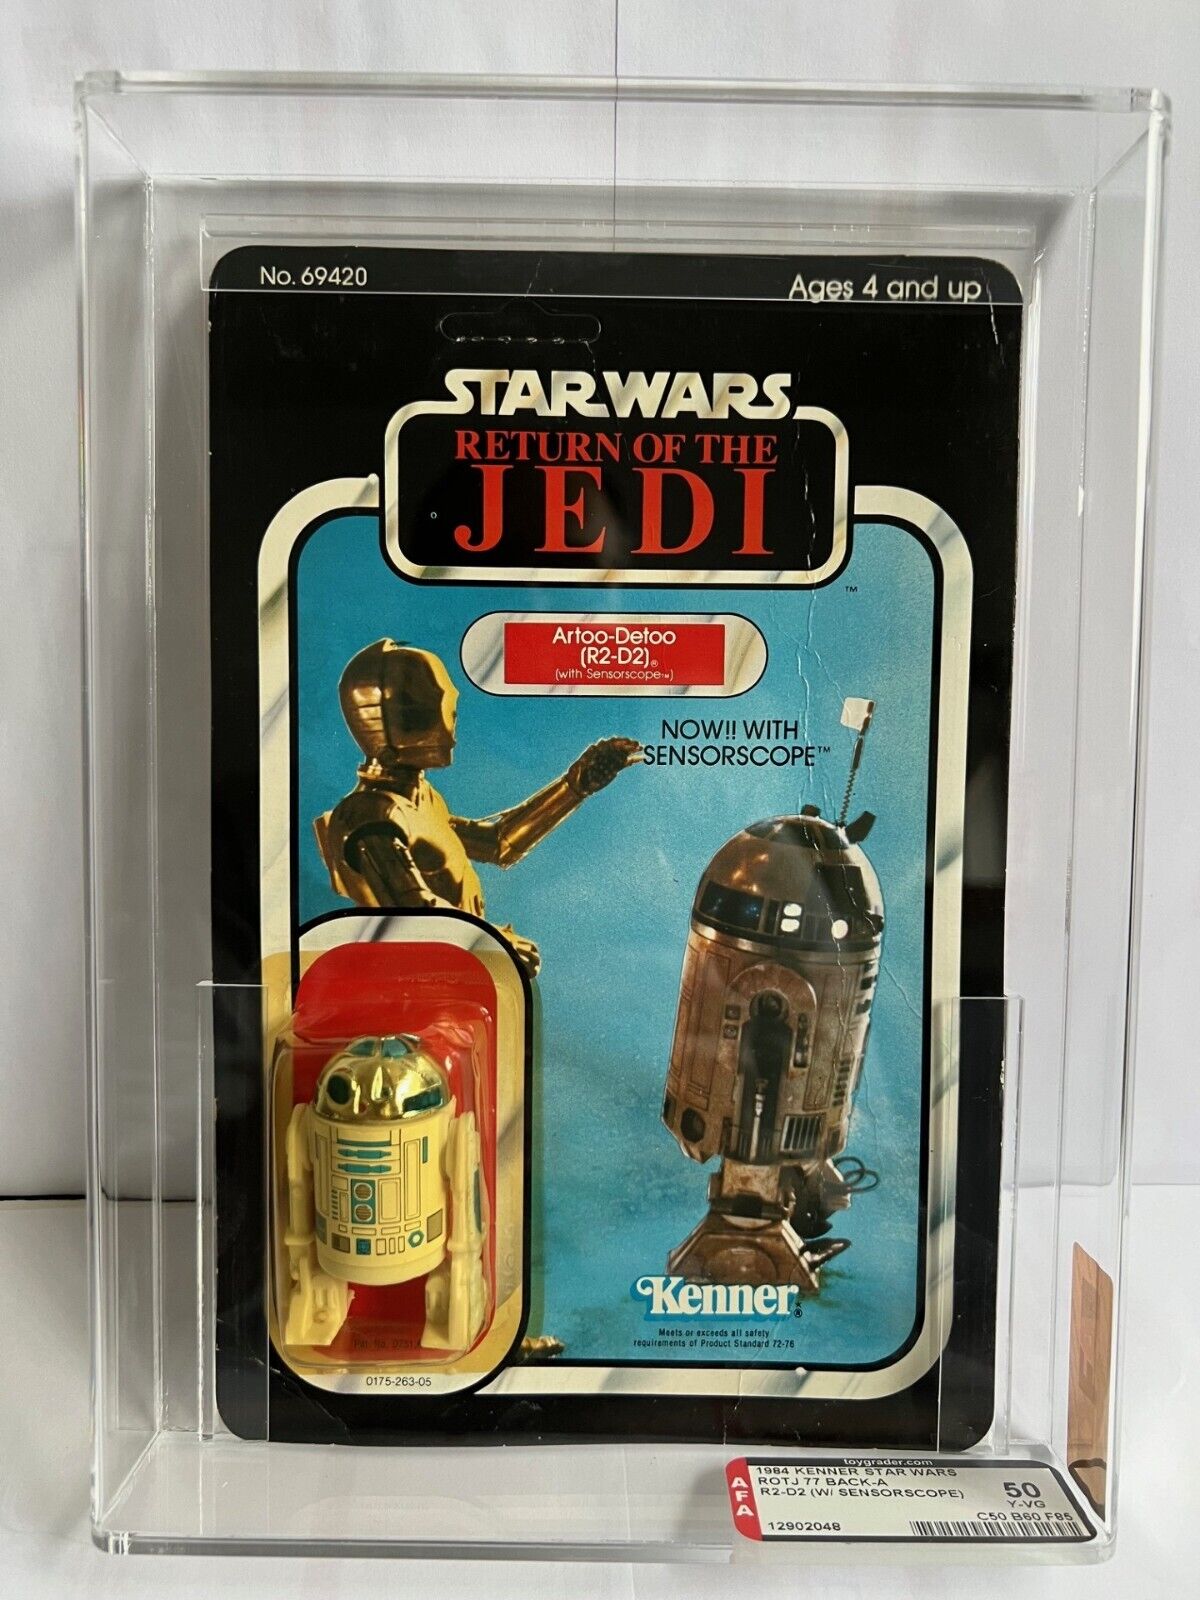 No. 69420
Ages 4 and up
STAR WARS
RETURN OF THE
JEDI
TM
Artoo-Detoo
(R2-D2)®
(with Sensorscope™)
NOW!! WITH
SENSORSCOPE™
Kenner®
Meets or exceeds all safety
requirements of Product Standard 72-76
Pat. No.
0175-263-05
toygrader.com
AFA
1984 KENNER STAR WARS
ROTJ 77 BACK-A
R2-D2 (W/ SENSORSCOPE)
50
Y-VG
C50 B60 F85
12902048